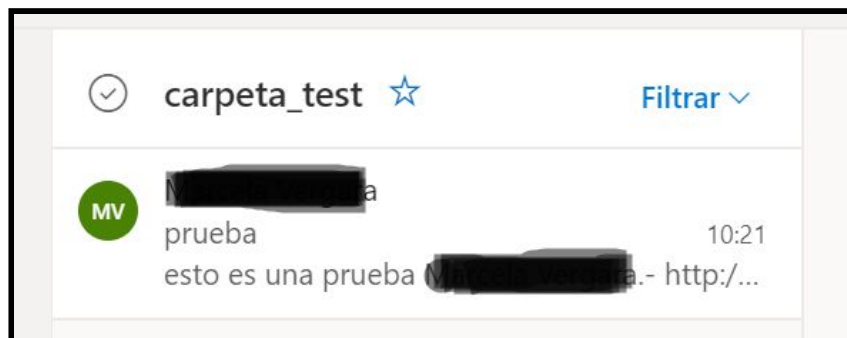 carpeta_test
Filtrar
MV
prueba
10:21
esto es una prueba .- http:/...